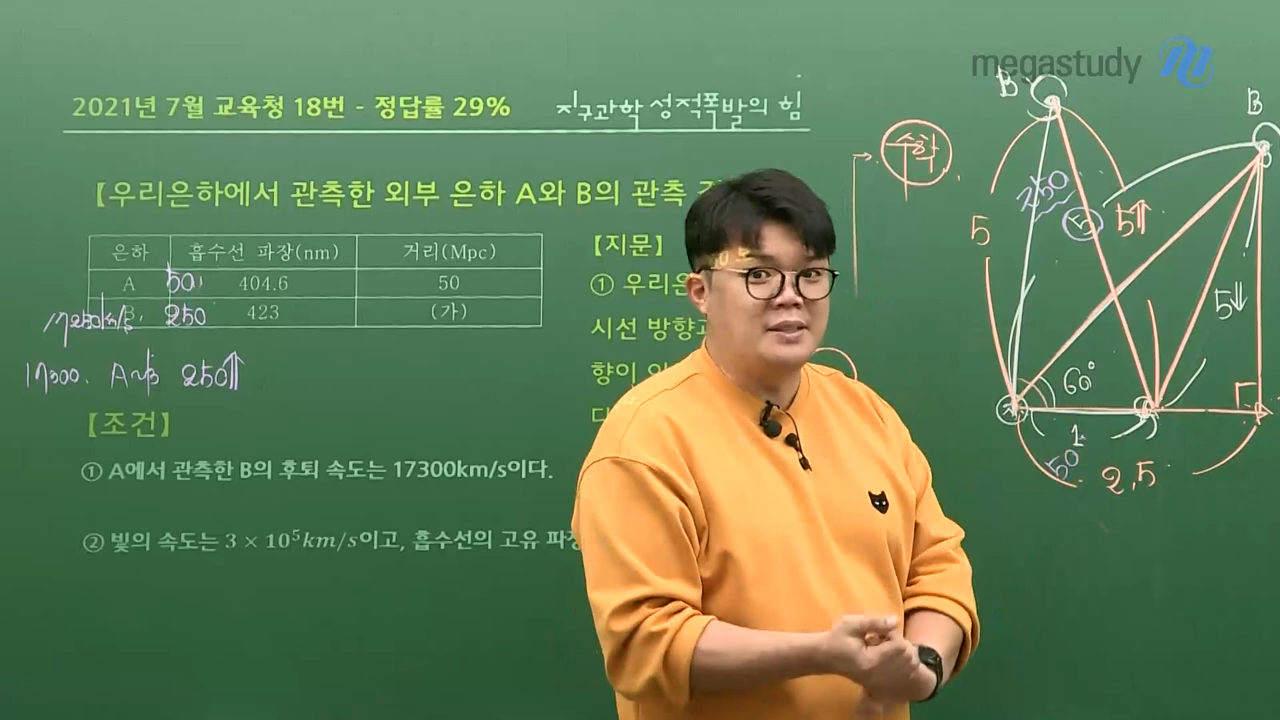 megastudy
2021년 7월 교육청 18번 - 정답률 29%
지구과학 성적폭발의 힘
수학
【우리은하에서 관측한 외부 은하 A와 B의 관측
은하 흡수선 파장(nm) 거리(Mpc)
A 50 404.6 50
B 250 423 (가)
17300. A~B 250⇑
【지문】
① 우리은
시선 방향
【조건】
① A에서 관측한 B의 후퇴 속도는 17300km/s이다.
② 빛의 속도는 3 × 10⁵km/s이고, 흡수선의 고유 파장
B
B
250
5
5
5↑
5↓
60°
1
50
2.5